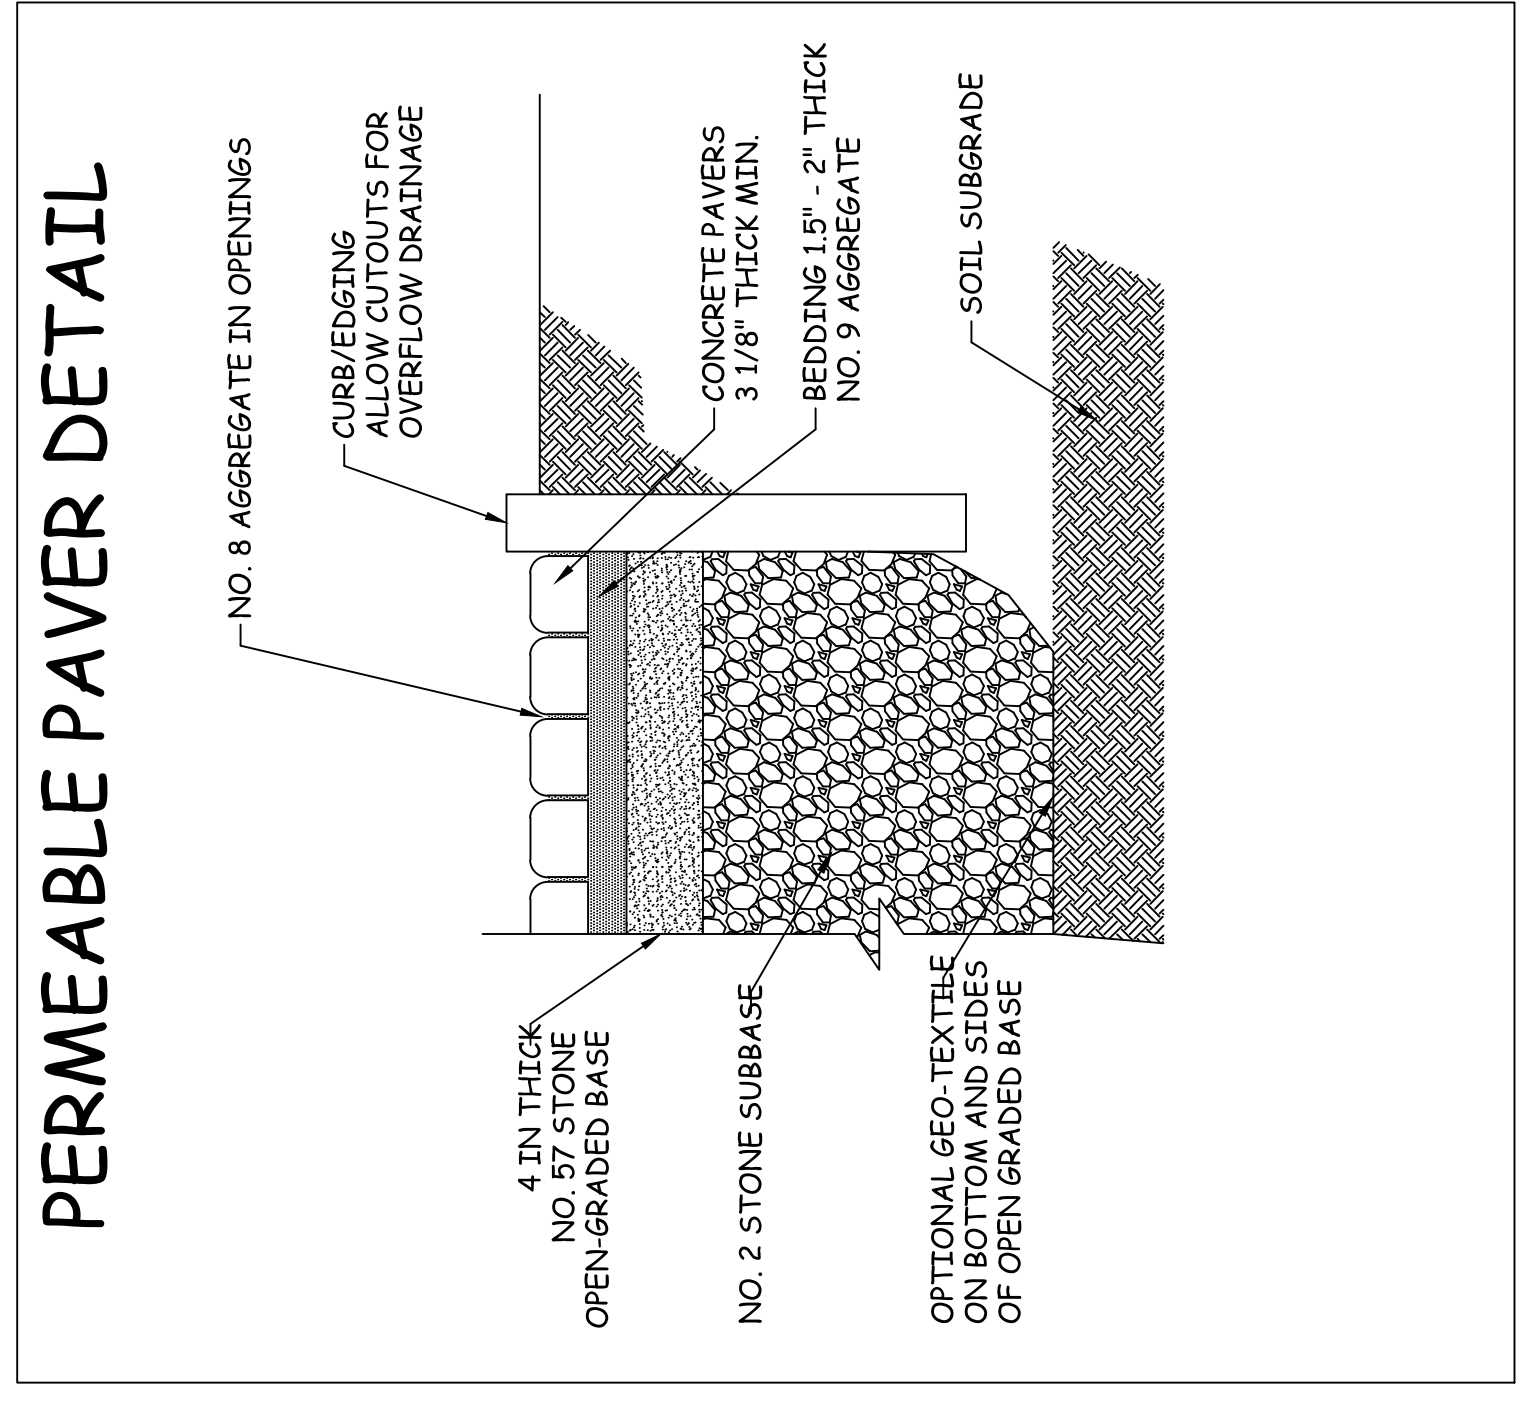 PERMEABLE PAVER DETAIL
NO. 8 AGGREGATE IN OPENINGS
CURB/EDGING
ALLOW CUTOUTS FOR
OVERFLOW DRAINAGE
CONCRETE PAVERS
3 1/8" THICK MIN.
BEDDING 1.5" - 2" THICK
NO. 9 AGGREGATE
SOIL SUBGRADE
4 IN THICK
NO. 57 STONE
OPEN-GRADED BASE
NO. 2 STONE SUBBASE
OPTIONAL GEO-TEXTILE
ON BOTTOM AND SIDES
OF OPEN GRADED BASE